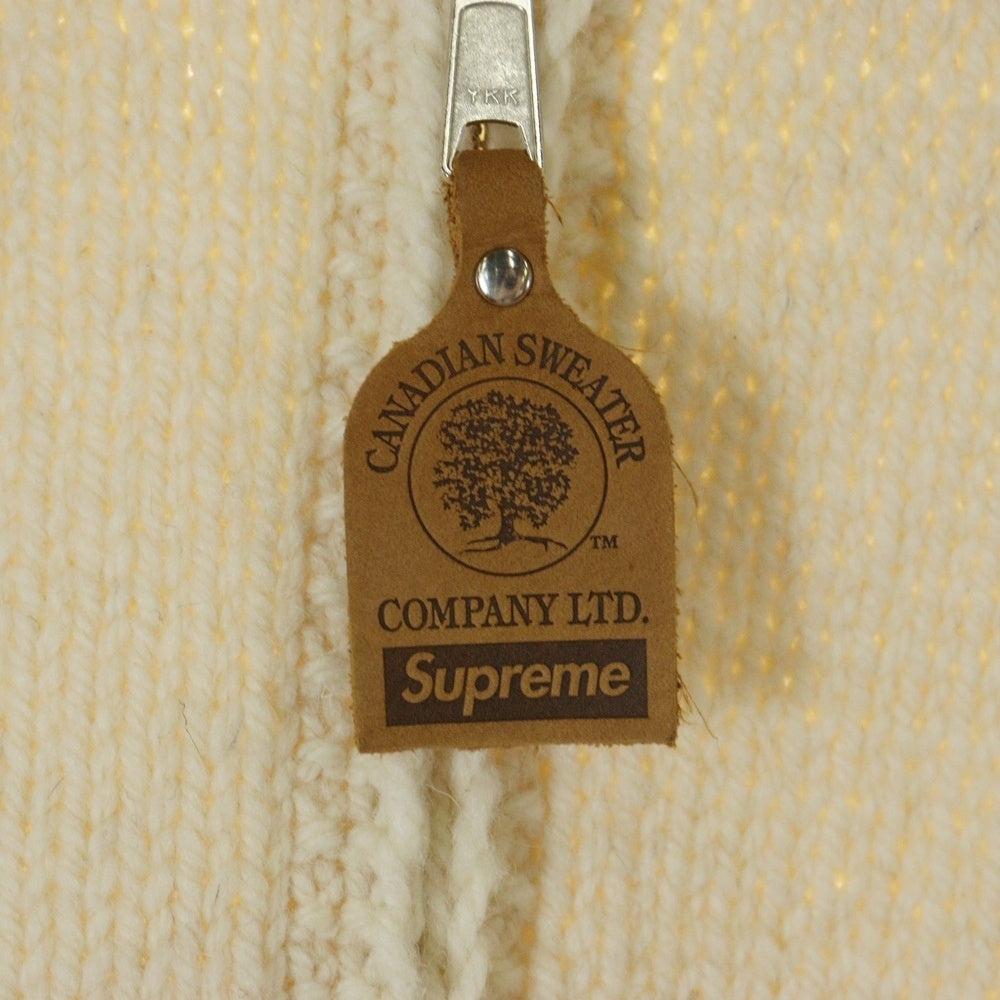 YKK
CANADIAN SWEATER
TM
COMPANY LTD.
Supreme